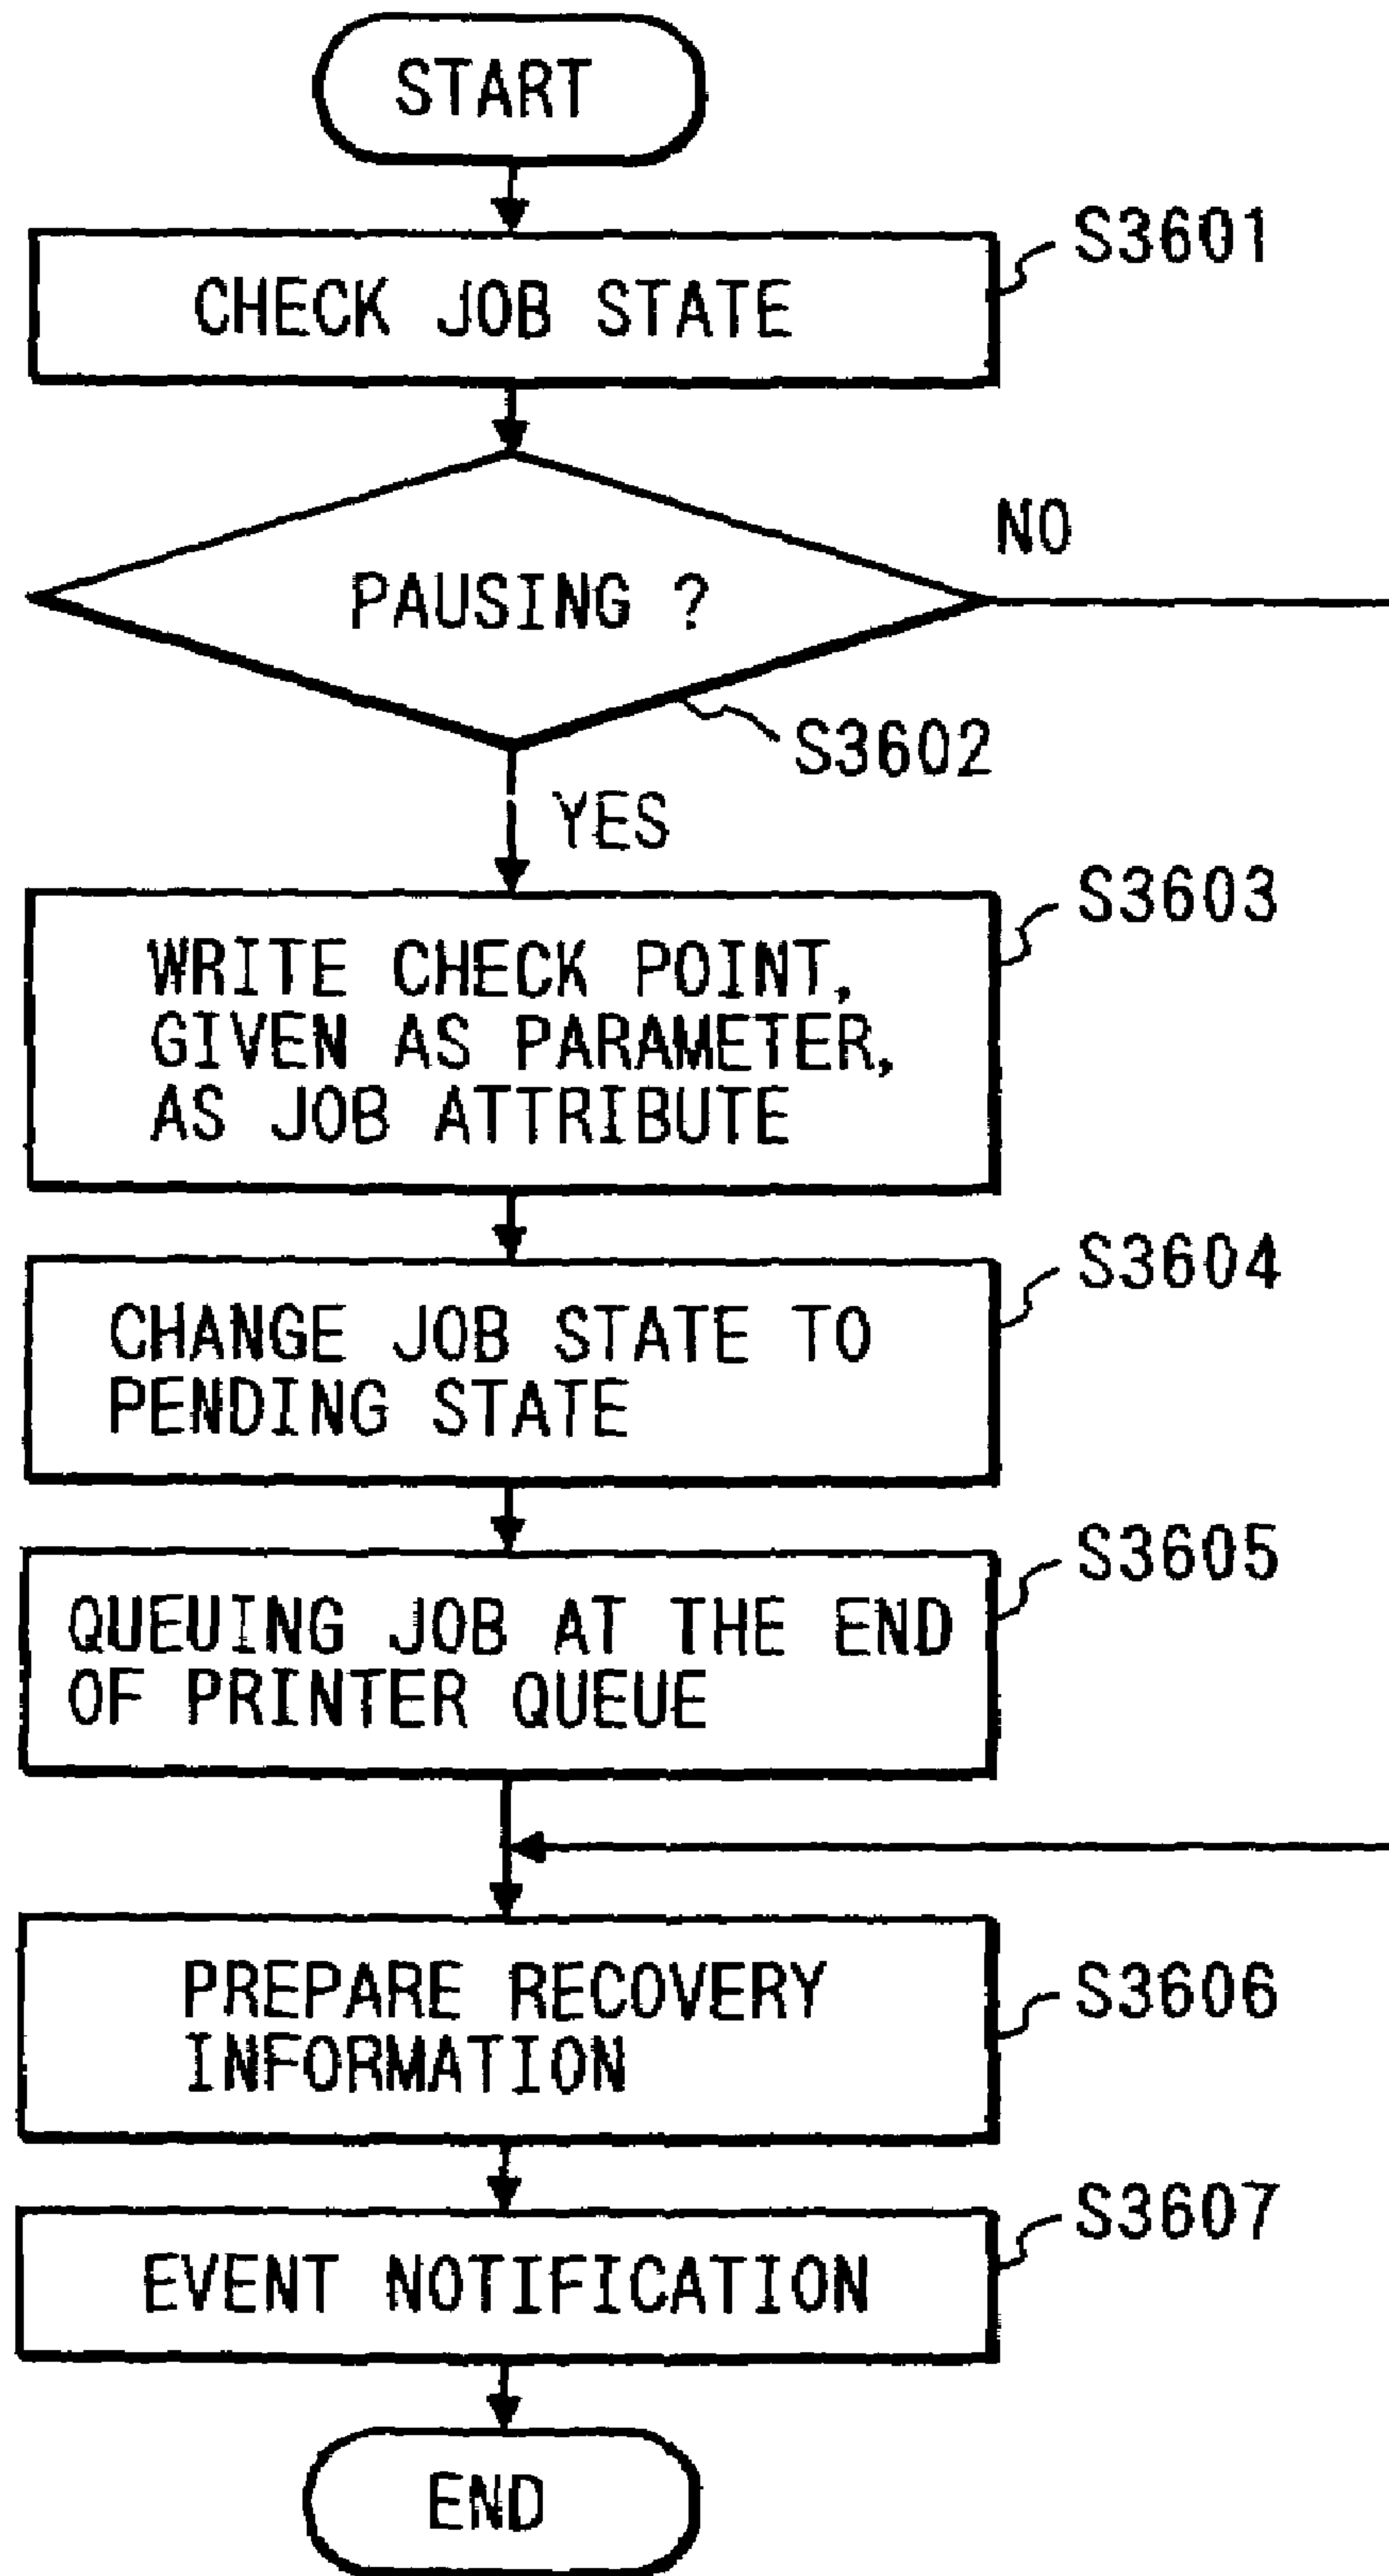 START
S3601
CHECK JOB STATE
NO
PAUSING ?
S3602
YES
S3603
WRITE CHECK POINT,
GIVEN AS PARAMETER,
AS JOB ATTRIBUTE
S3604
CHANGE JOB STATE TO
PENDING STATE
S3605
QUEUING JOB AT THE END
OF PRINTER QUEUE
PREPARE RECOVERY
INFORMATION
S3606
S3607
EVENT NOTIFICATION
END